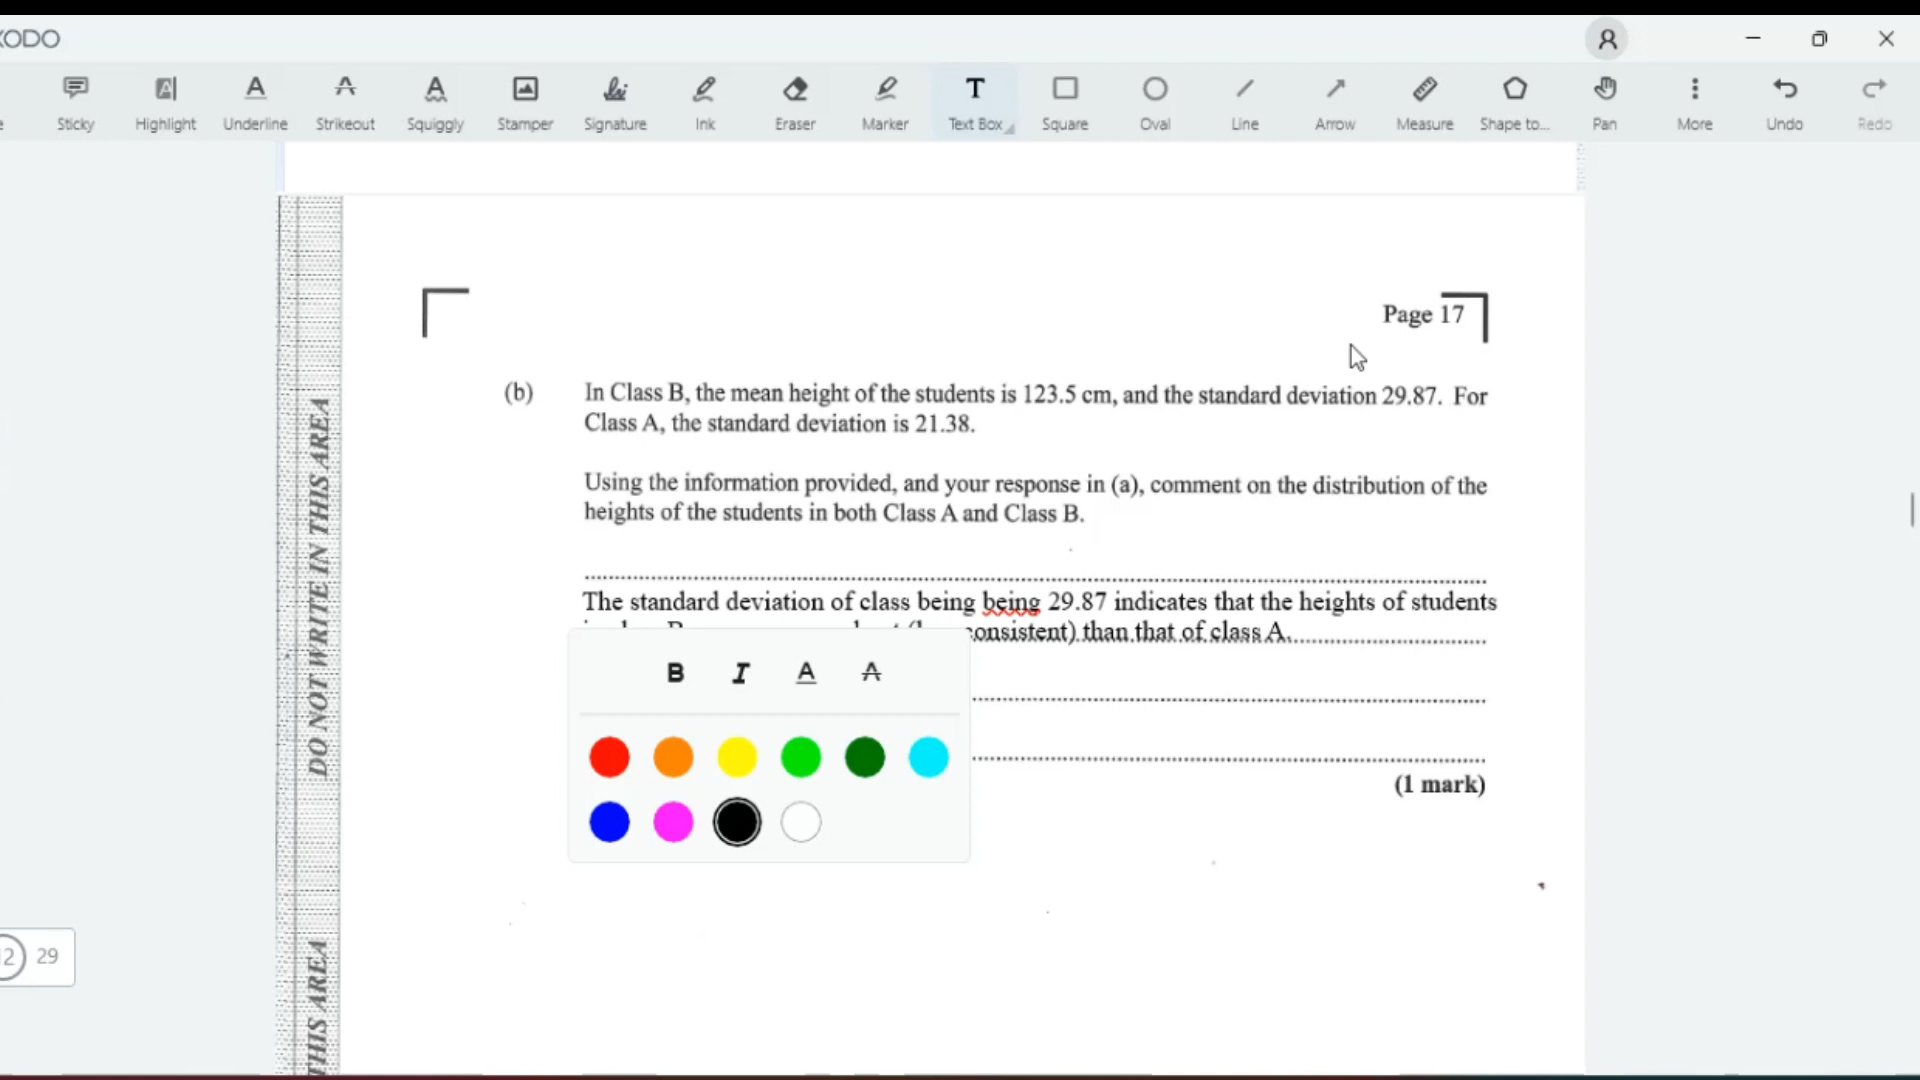 Sticky Highlight Underline Strikeout Squiggly Stamper Signature Ink Eraser Marker Text Box Square Oval Line Arrow Measure Shape to... Pan More Undo Redo
Page 17
(b) In Class B, the mean height of the students is 123.5 cm, and the standard deviation 29.87. For
Class A, the standard deviation is 21.38.
Using the information provided, and your response in (a), comment on the distribution of the
heights of the students in both Class A and Class B.
The standard deviation of class being being 29.87 indicates that the heights of students
consistent) than that of class A.
B I A A
(1 mark)
DO NOT WRITE IN THIS AREA
THIS AREA
29